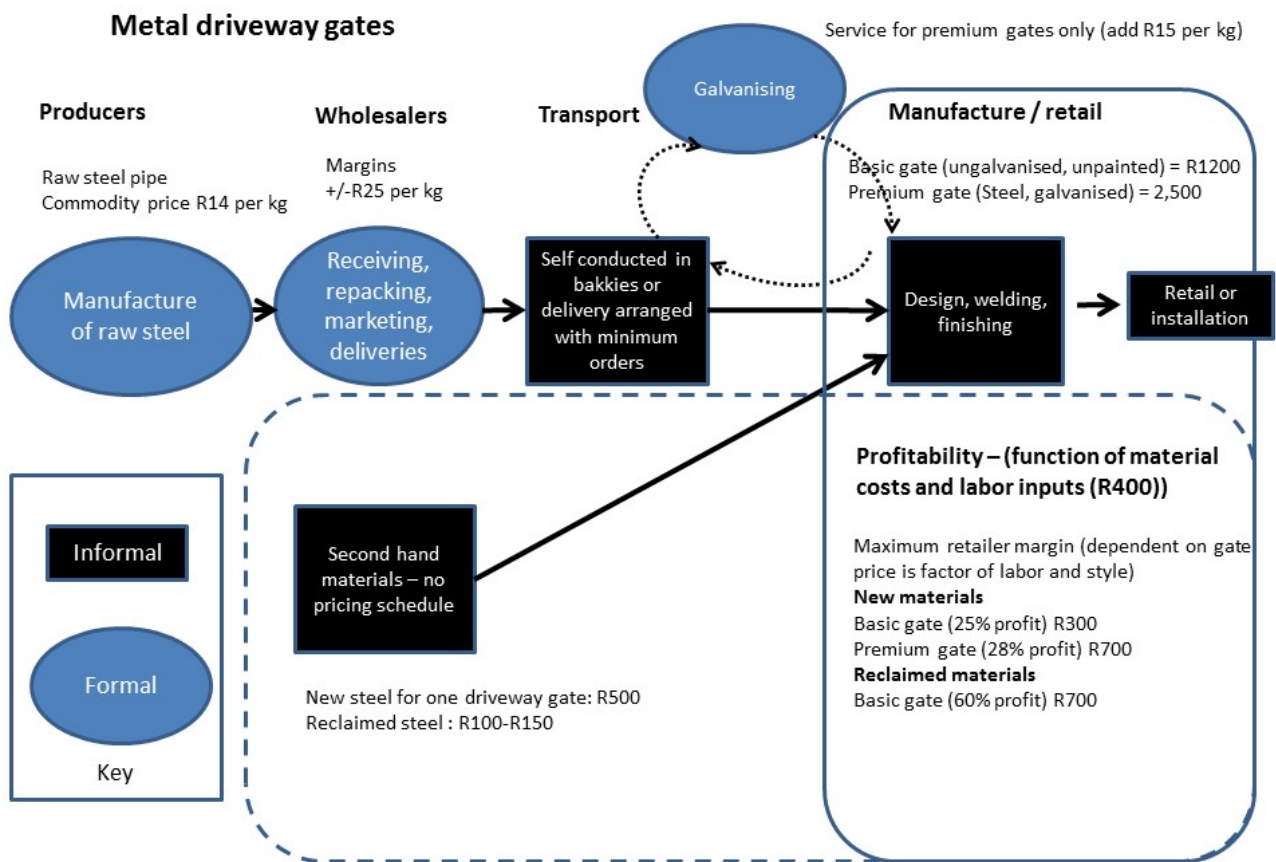 Metal driveway gates
Service for premium gates only (add R15 per kg)
Galvanising
Producers
Wholesalers
Transport
Manufacture / retail
Raw steel pipe
Commodity price R14 per kg
Margins
+/-R25 per kg
Basic gate (ungalvanised, unpainted) = R1200
Premium gate (Steel, galvanised) = 2,500
Manufacture
of raw steel
Receiving,
repacking,
marketing,
deliveries
Self conducted in
bakkies or
delivery arranged
with minimum
orders
Design, welding,
finishing
Retail or
installation
Profitability – (function of material
costs and labor inputs (R400))
Maximum retailer margin (dependent on gate
price is factor of labor and style)
New materials
Basic gate (25% profit) R300
Premium gate (28% profit) R700
Reclaimed materials
Basic gate (60% profit) R700
Second hand
materials – no
pricing schedule
New steel for one driveway gate: R500
Reclaimed steel : R100-R150
Informal
Formal
Key